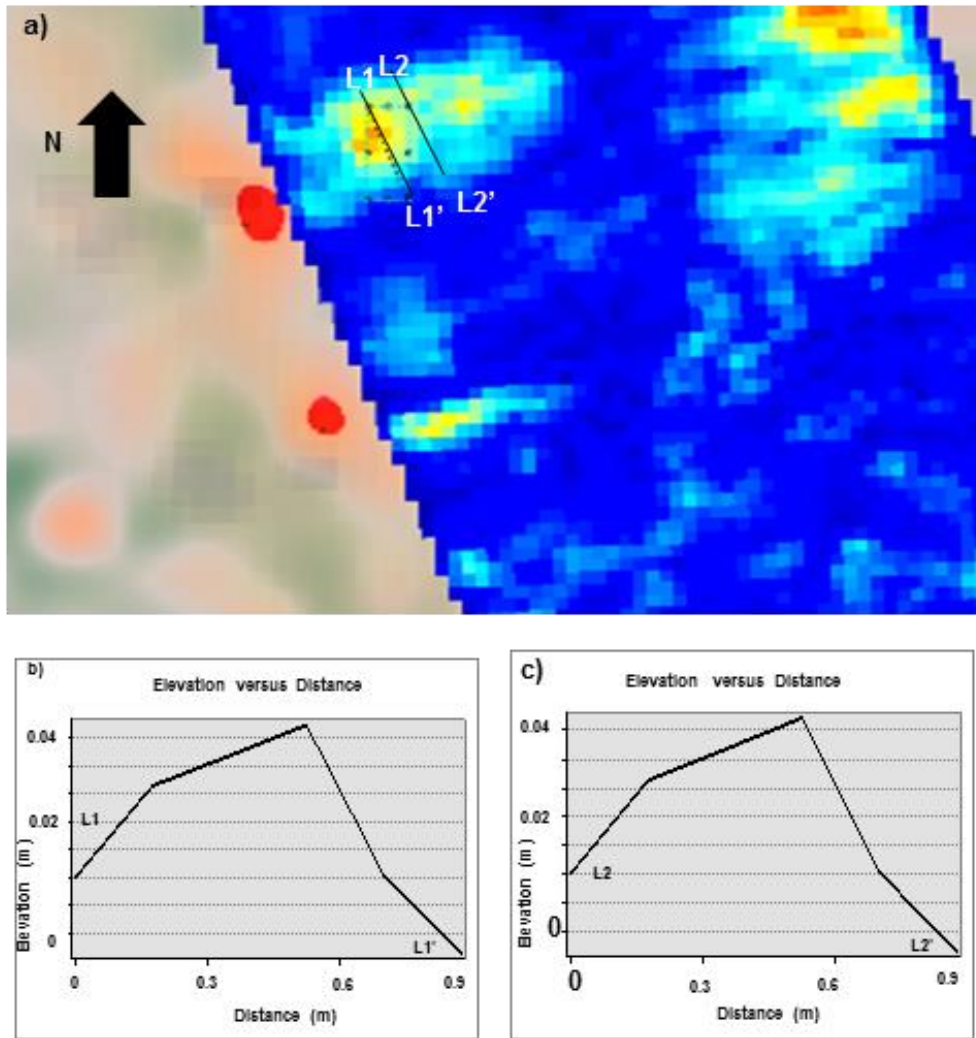 a)
L1 L2
N
L1’ L2’
b)
Elevation versus Distance
0.04
L1
0.02
0
L1'
Elevation (m)
0 0.3 0.6 0.9
Distance (m)
c)
Elevation versus Distance
0.04
0.02
L2
0
L2'
Elevation (m)
0 0.3 0.6 0.9
Distance (m)